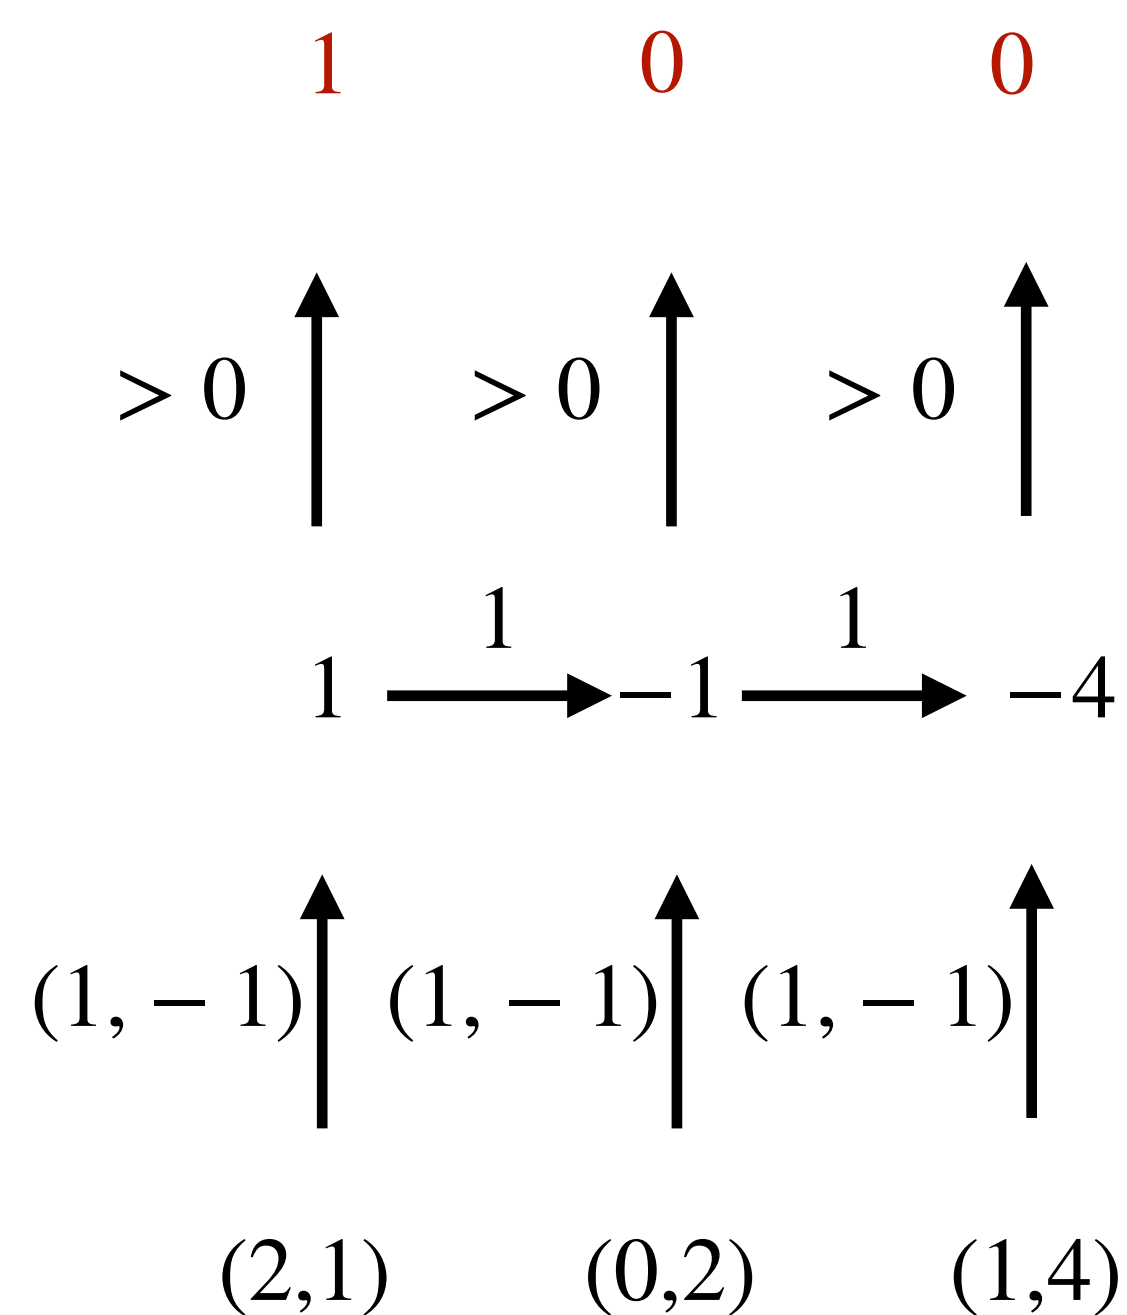 1 0 0
> 0 > 0 > 0
1 1
1 −1 −4
(1, − 1) (1, − 1) (1, − 1)
(2,1) (0,2) (1,4)